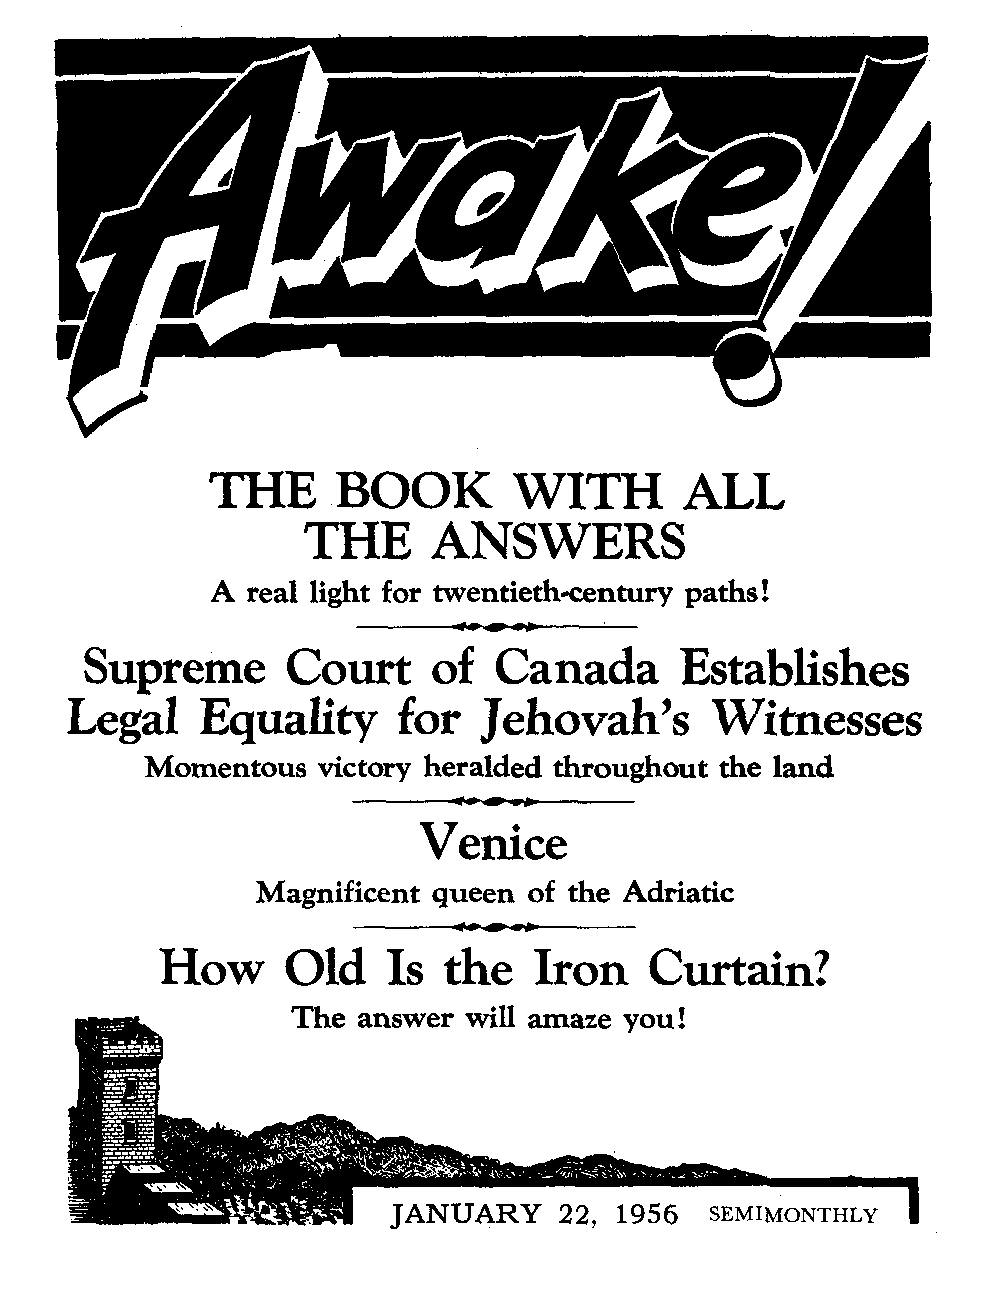 Awake!
THE BOOK WITH ALL
THE ANSWERS
A real light for twentieth-century paths!
Supreme Court of Canada Establishes
Legal Equality for Jehovah's Witnesses
Momentous victory heralded throughout the land
Venice
Magnificent queen of the Adriatic
How Old Is the Iron Curtain?
The answer will amaze you!
JANUARY 22, 1956 SEMIMONTHLY